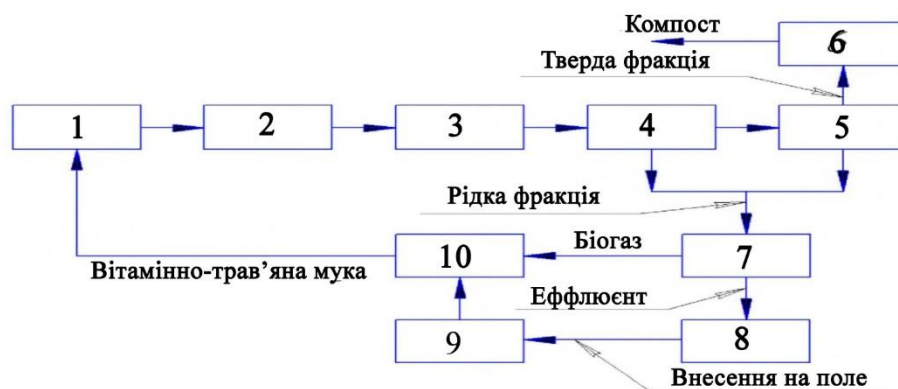 Компост
6
Тверда фракція
1
2
3
4
5
Рідка фракція
Біогаз
10
7
Вітамінно-трав’яна мука
Еффлюєнт
9
8
Внесення на поле